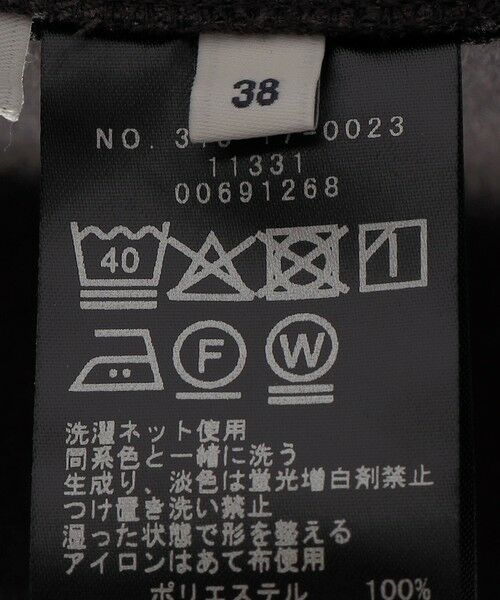 38
NO. 0023
11331
00691268
40
F
W
洗濯ネット使用
同系色と一緒に洗う
生成り、淡色は蛍光増白剤禁止
つけ置き洗い禁止
湿った状態で形を整える
アイロンはあて布使用
ポリエステル 100%